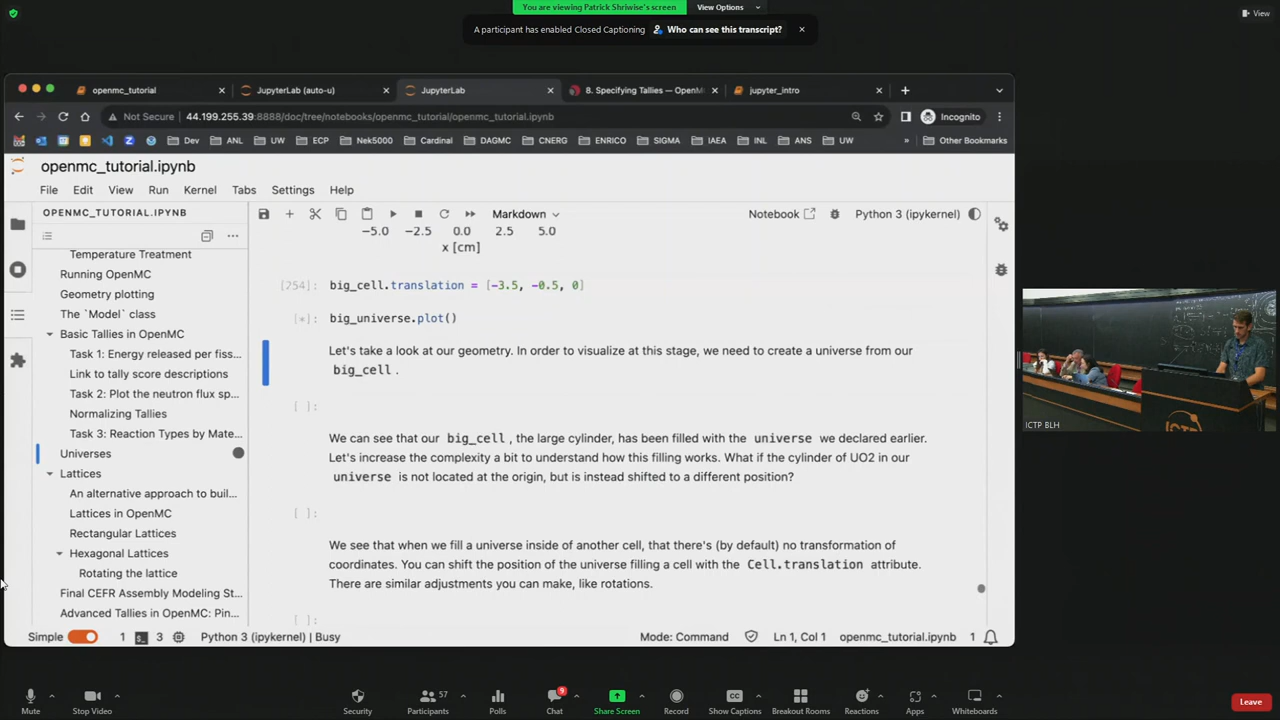 You are viewing Patrick Shriwise's screen
View Options
View
A participant has enabled Closed Captioning
Who can see this transcript?
openmc_tutorial
JupyterLab (auto-u)
JupyterLab
8. Specifying Tallies — OpenM
jupyter_intro
Not Secure
44.199.255.39:8888/doc/tree/notebooks/openmc_tutorial/openmc_tutorial.ipynb
Incognito
31
Dev
ANL
UW
ECP
Nek5000
Cardinal
DAGMC
CNERG
ENRICO
SIGMA
IAEA
INL
ANS
UW
»
Other Bookmarks
openmc_tutorial.ipynb
File Edit View Run Kernel Tabs Settings Help
OPENMC_TUTORIAL.IPYNB
Markdown
Notebook
Python 3 (ipykernel)
Temperature Treatment
Running OpenMC
Geometry plotting
The `Model` class
Basic Tallies in OpenMC
Task 1: Energy released per fiss...
Link to tally score descriptions
Task 2: Plot the neutron flux sp...
Normalizing Tallies
Task 3: Reaction Types by Mate...
Universes
Lattices
An alternative approach to buil...
Lattices in OpenMC
Rectangular Lattices
Hexagonal Lattices
Rotating the lattice
Final CEFR Assembly Modeling St...
Advanced Tallies in OpenMC: Pin...
−5.0 −2.5 0.0 2.5 5.0
x [cm]
[254]: big_cell.translation = [-3.5, -0.5, 0]
[*]: big_universe.plot()
Let's take a look at our geometry. In order to visualize at this stage, we need to create a universe from our
big_cell .
[ ]:
We can see that our big_cell , the large cylinder, has been filled with the universe we declared earlier.
Let's increase the complexity a bit to understand how this filling works. What if the cylinder of UO2 in our
universe is not located at the origin, but is instead shifted to a different position?
[ ]:
We see that when we fill a universe inside of another cell, that there's (by default) no transformation of
coordinates. You can shift the position of the universe filling a cell with the Cell.translation attribute.
There are similar adjustments you can make, like rotations.
[ ]:
Simple
1
3
Python 3 (ipykernel) | Busy
Mode: Command
Ln 1, Col 1
openmc_tutorial.ipynb
1
ICTP
ICTP BLH
Mute
Stop Video
Security
57
Participants
Polls
9
Chat
Share Screen
Record
CC
Show Captions
Breakout Rooms
Reactions
Apps
Whiteboards
Leave